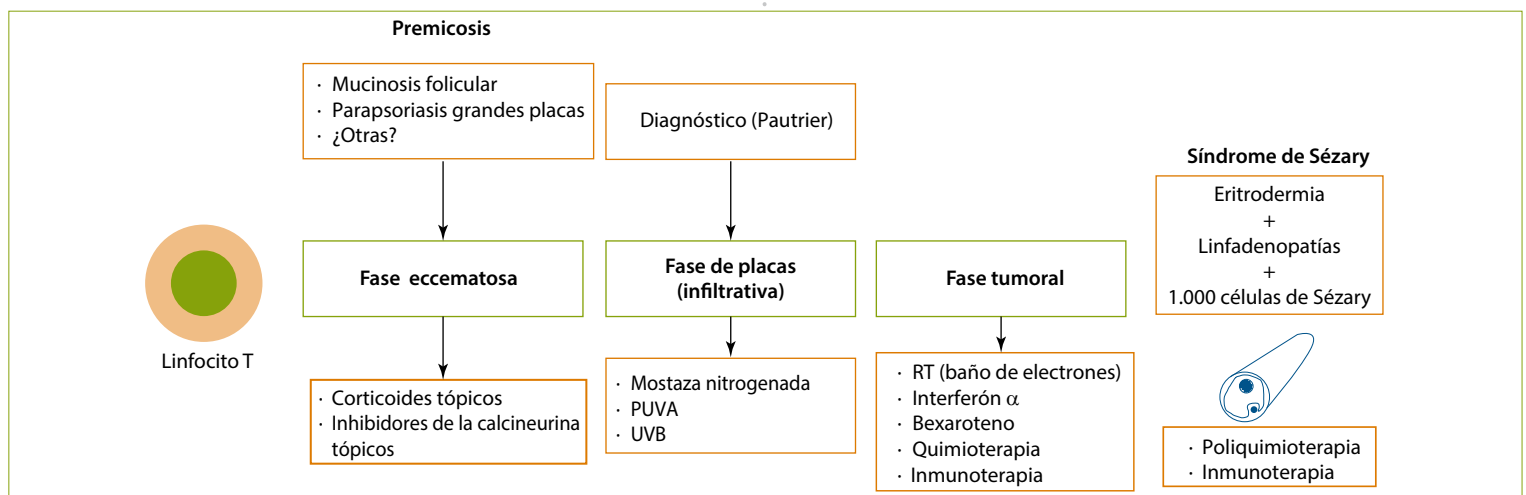 Premicosis
· Mucinosis folicular
· Parapsoriasis grandes placas
· ¿Otras?
Diagnóstico (Pautrier)
Síndrome de Sézary
Eritrodermia
+
Linfadenopatías
+
1.000 células de Sézary
Linfocito T
Fase eccematosa
Fase de placas
(infiltrativa)
Fase tumoral
· Corticoides tópicos
· Inhibidores de la calcineurina
tópicos
· Mostaza nitrogenada
· PUVA
· UVB
· RT (baño de electrones)
· Interferón α
· Bexaroteno
· Quimioterapia
· Inmunoterapia
· Poliquimioterapia
· Inmunoterapia